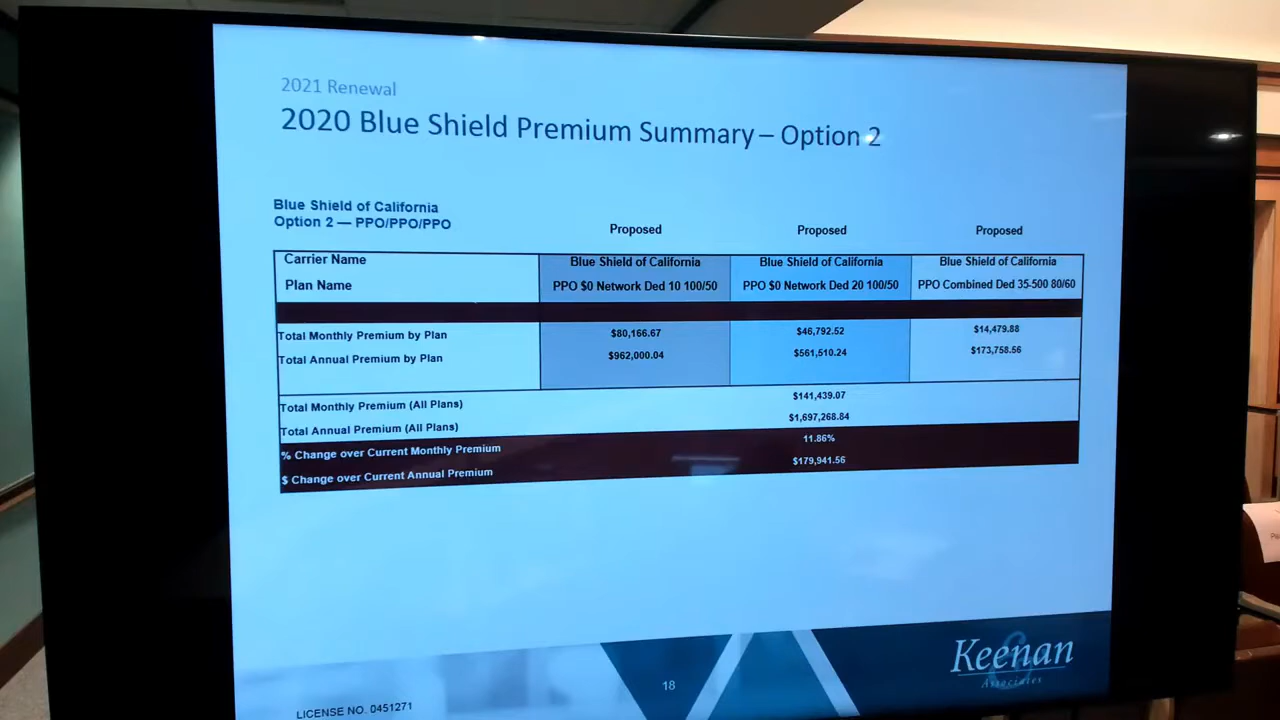 2021 Renewal
2020 Blue Shield Premium Summary – Option 2
Blue Shield of California
Option 2 — PPO/PPO/PPO
Proposed Proposed Proposed
Carrier Name Blue Shield of California Blue Shield of California Blue Shield of California
Plan Name PPO $0 Network Ded 10 100/50 PPO $0 Network Ded 20 100/50 PPO Combined Ded 35-500 80/60
Total Monthly Premium by Plan $80,166.67 $46,792.52 $14,479.88
Total Annual Premium by Plan $962,000.04 $561,510.24 $173,758.56
Total Monthly Premium (All Plans) $141,439.07
Total Annual Premium (All Plans) $1,697,268.84
% Change over Current Monthly Premium 11.86%
$ Change over Current Annual Premium $179,941.56
Keenan
&
Associates
18
LICENSE NO. 0451271